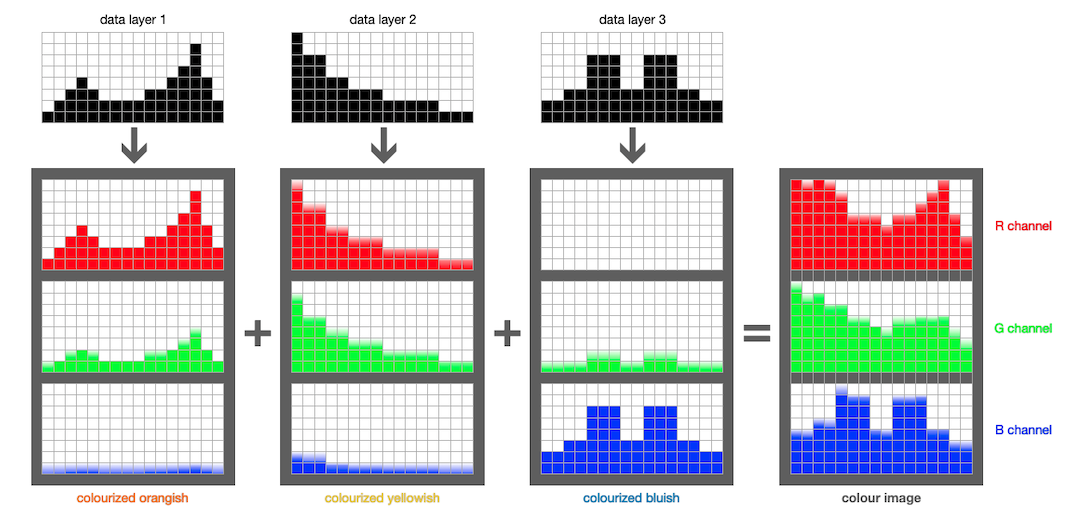 data layer 1
data layer 2
data layer 3
R channel
G channel
B channel
colourized orangish
colourized yellowish
colourized bluish
colour image